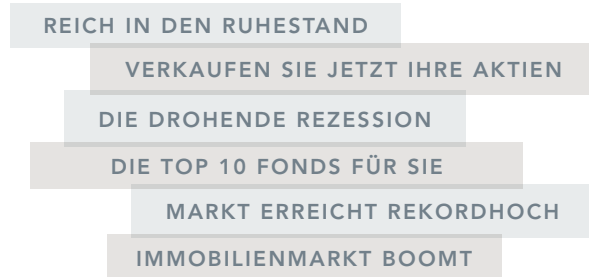 REICH IN DEN RUHESTAND
VERKAUFEN SIE JETZT IHRE AKTIEN
DIE DROHENDE REZESSION
DIE TOP 10 FONDS FÜR SIE
MARKT ERREICHT REKORDHOCH
IMMOBILIENMARKT BOOMT